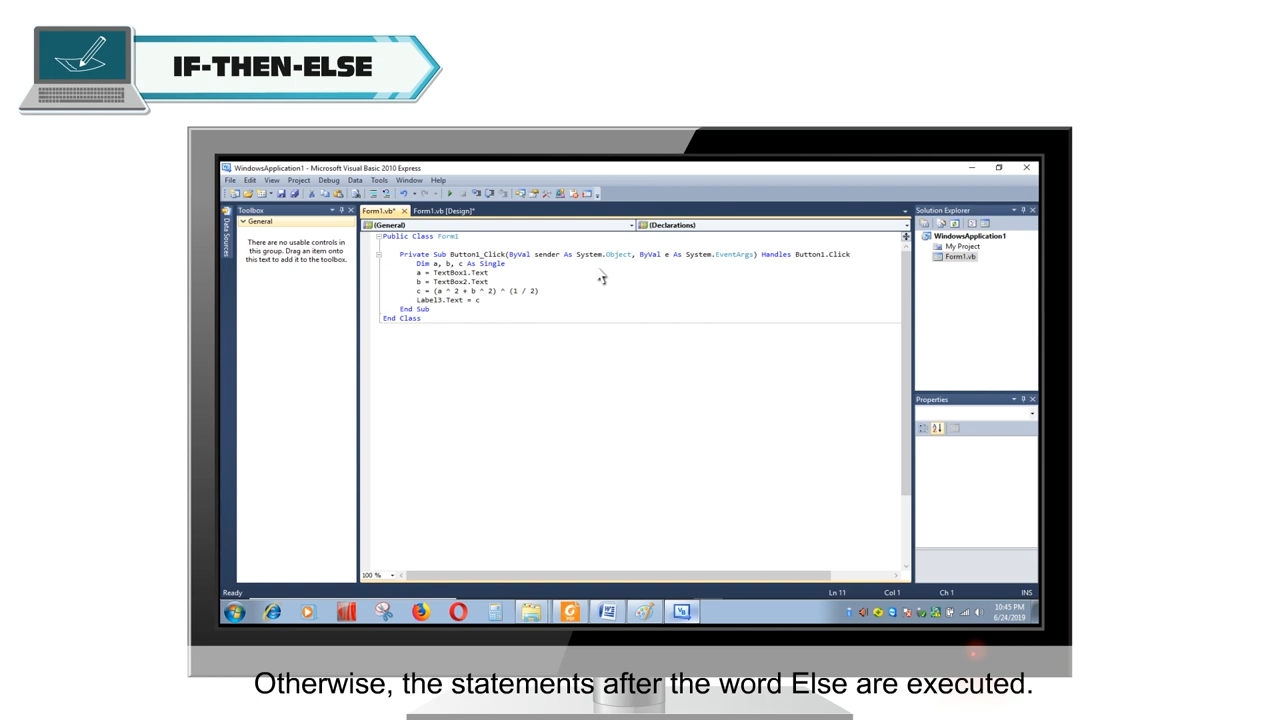 IF-THEN-ELSE
WindowsApplication1 - Microsoft Visual Basic 2010 Express
File Edit View Project Debug Data Tools Window Help
Toolbox
Form1.vb* Form1.vb [Design]*
Solution Explorer
General
(General) (Declarations)
Data Sources
There are no usable controls in
this group. Drag an item onto
this text to add it to the toolbox.
Public Class Form1
Private Sub Button1_Click(ByVal sender As System.Object, ByVal e As System.EventArgs) Handles Button1.Click
Dim a, b, c As Single
a = TextBox1.Text
b = TextBox2.Text
c = (a ^ 2 + b ^ 2) ^ (1 / 2)
Label3.Text = c
End Sub
End Class
WindowsApplication1
My Project
Form1.vb
Properties
100 %
Ready Ln 11 Col 1 Ch 1 INS
10:45 PM
6/24/2019
Otherwise, the statements after the word Else are executed.